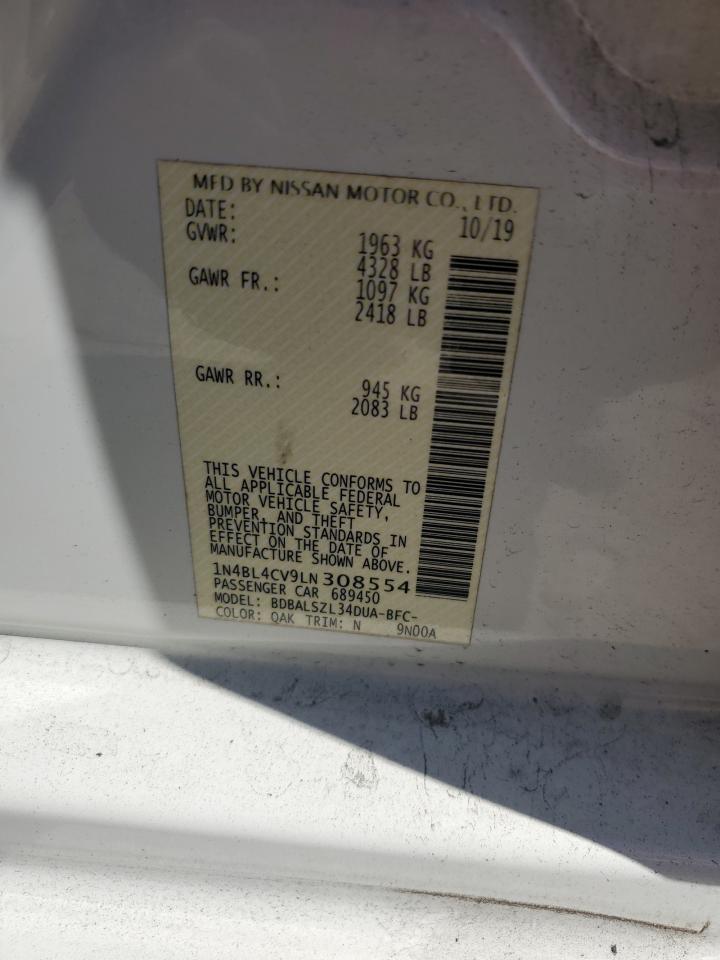 MFD BY NISSAN MOTOR CO., LTD.
DATE: 10/19
GVWR: 1963 KG
4328 LB
GAWR FR.: 1097 KG
2418 LB
GAWR RR.: 945 KG
2083 LB
THIS VEHICLE CONFORMS TO
ALL APPLICABLE FEDERAL
MOTOR VEHICLE SAFETY,
BUMPER, AND THEFT
PREVENTION STANDARDS IN
EFFECT ON THE DATE OF
MANUFACTURE SHOWN ABOVE.
1N4BL4CV9LN308554
PASSENGER CAR 689450
MODEL: BDBALSZL34DUA-BFC-
COLOR: QAK TRIM: N 9N00A